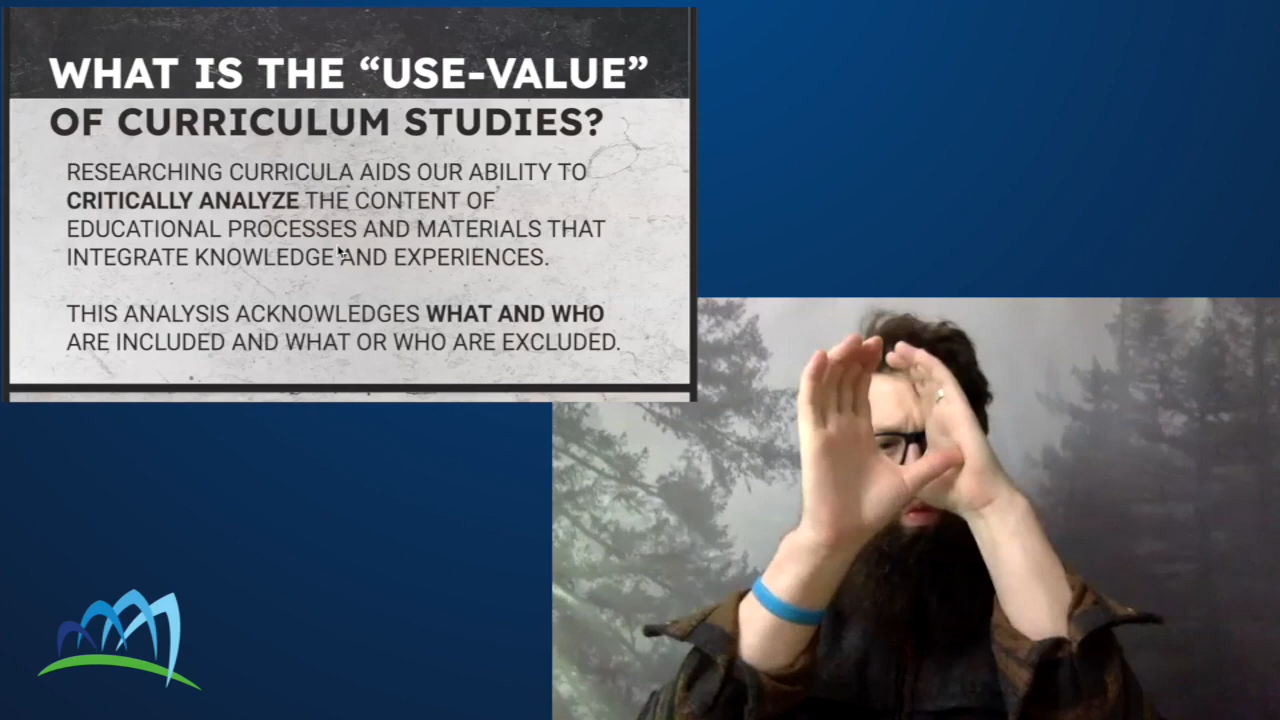 WHAT IS THE “USE-VALUE”
OF CURRICULUM STUDIES?
RESEARCHING CURRICULA AIDS OUR ABILITY TO
CRITICALLY ANALYZE THE CONTENT OF
EDUCATIONAL PROCESSES AND MATERIALS THAT
INTEGRATE KNOWLEDGE AND EXPERIENCES.
THIS ANALYSIS ACKNOWLEDGES WHAT AND WHO
ARE INCLUDED AND WHAT OR WHO ARE EXCLUDED.